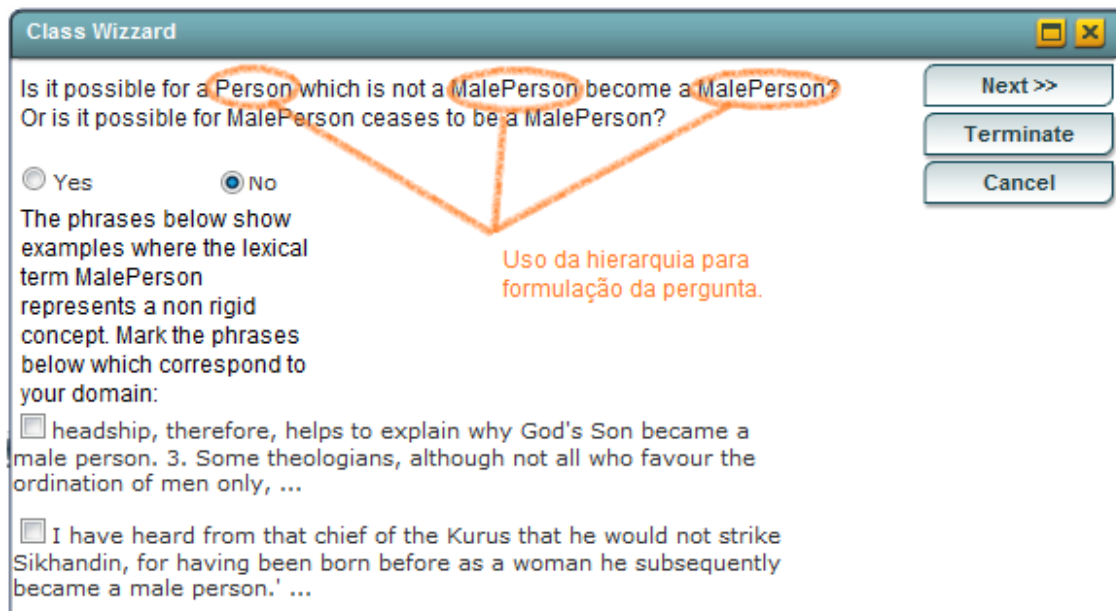 Class Wizzard
Is it possible for a Person which is not a MalePerson become a MalePerson?
Or is it possible for MalePerson ceases to be a MalePerson?
Next >>
Terminate
Cancel
Yes
No
The phrases below show
examples where the lexical
term MalePerson
represents a non rigid
concept. Mark the phrases
below which correspond to
your domain:
Uso da hierarquia para
formulação da pergunta.
headship, therefore, helps to explain why God's Son became a
male person. 3. Some theologians, although not all who favour the
ordination of men only, ...
I have heard from that chief of the Kurus that he would not strike
Sikhandin, for having been born before as a woman he subsequently
became a male person.' ...